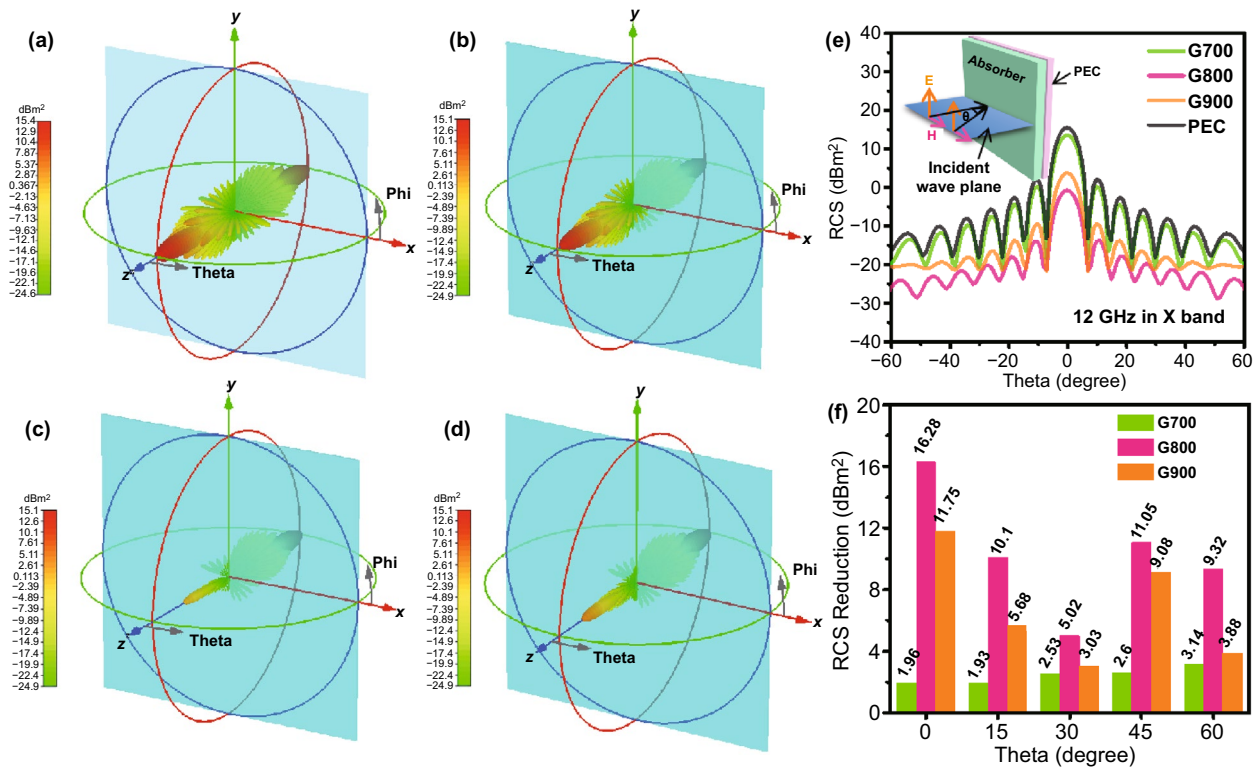 (a)
y
dBm²
15.4
12.9
10.4
7.87
5.37
2.87
0.367
−2.13
−4.63
−7.13
−9.63
−12.1
−14.6
−17.1
−19.6
−22.1
−24.6
Phi
x
z
Theta
(b)
y
dBm²
15.1
12.6
10.1
7.61
5.11
2.61
0.113
−2.39
−4.89
−7.39
−9.89
−12.4
−14.9
−17.4
−19.9
−22.4
−24.9
Phi
x
z
Theta
(c)
y
dBm²
15.1
12.6
10.1
7.61
5.11
2.61
0.113
−2.39
−4.89
−7.39
−9.89
−12.4
−14.9
−17.4
−19.9
−22.4
−24.9
Phi
x
z
Theta
(d)
y
dBm²
15.1
12.6
10.1
7.61
5.11
2.61
0.113
−2.39
−4.89
−7.39
−9.89
−12.4
−14.9
−17.4
−19.9
−22.4
−24.9
Phi
x
z
Theta
(e)
RCS (dBm²)
40
30
20
10
0
−10
−20
−30
−40
Absorber
PEC
E
H
θ
Incident
wave plane
G700
G800
G900
PEC
12 GHz in X band
−60 −40 −20 0 20 40 60
Theta (degree)
(f)
RCS Reduction (dBm²)
20
16
12
8
4
0
G700
G800
G900
1.96 16.28 11.75
1.93 10.1 5.68
2.53 5.02 3.03
2.6 11.05 9.08
3.14 9.32 3.88
0 15 30 45 60
Theta (degree)